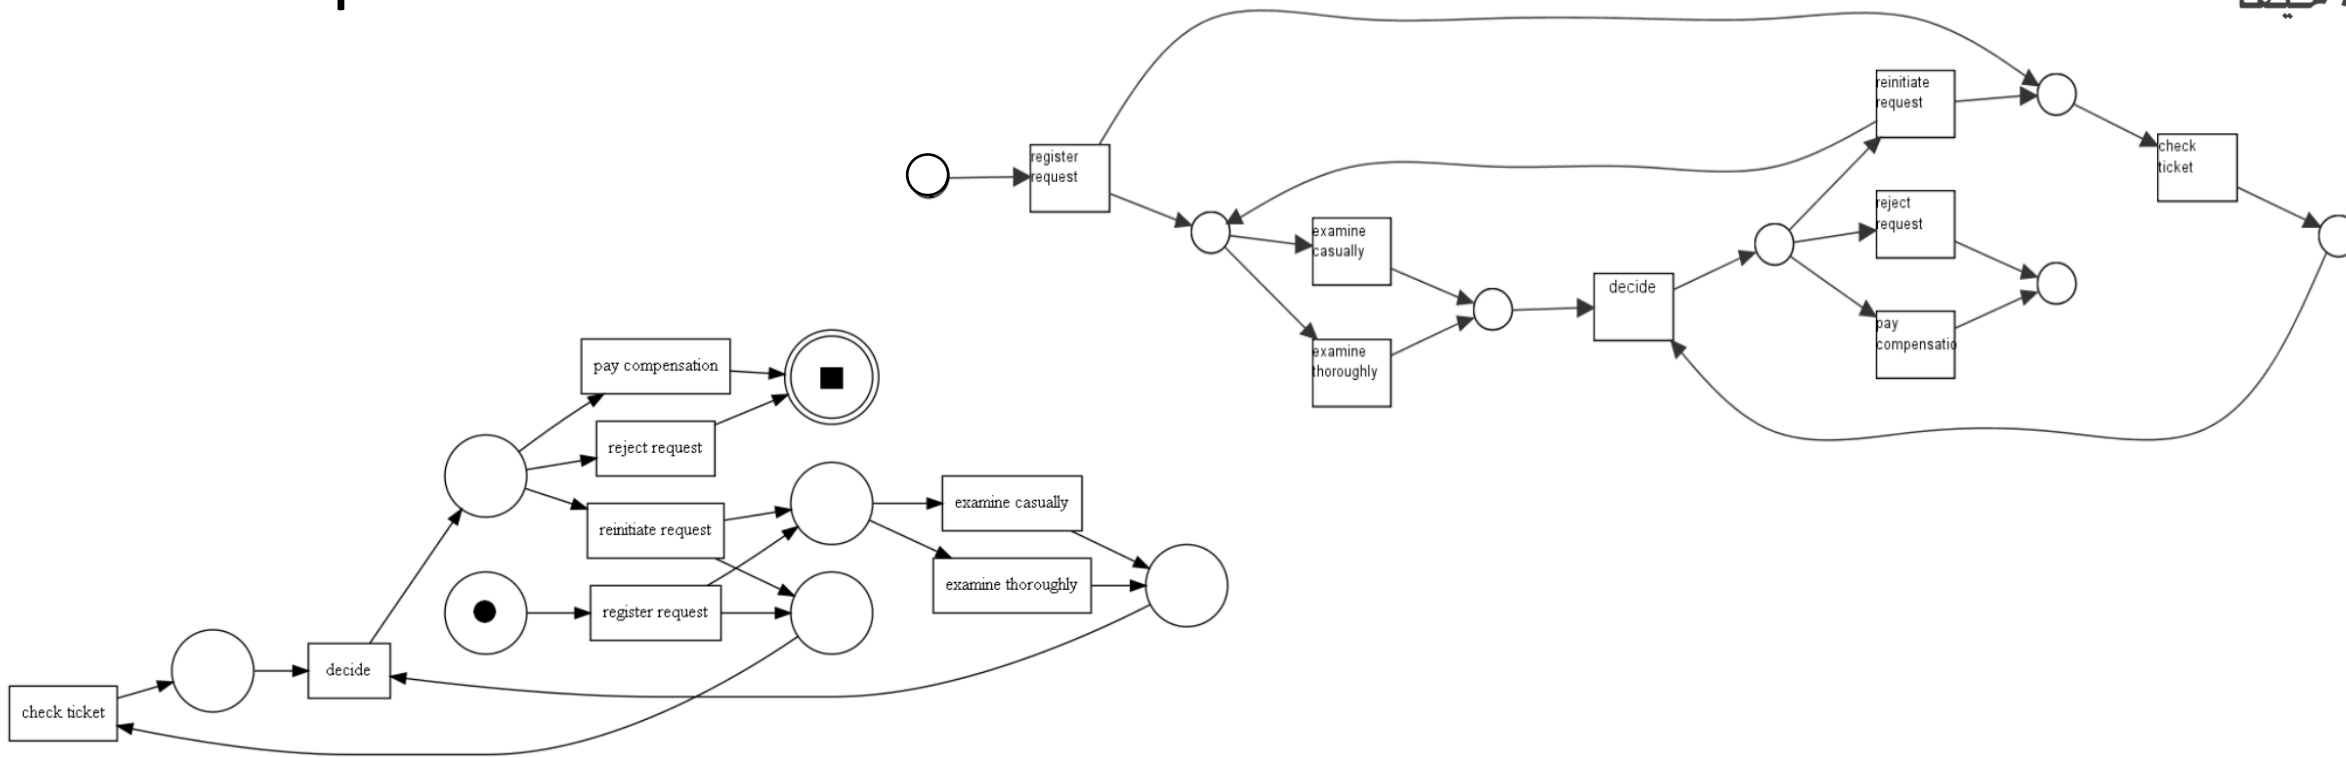 register
request
reinitiate
request
check
ticket
reject
request
examine
casually
decide
pay
compensatio
examine
thoroughly
pay compensation
reject request
reinitiate request
register request
examine casually
examine thoroughly
decide
check ticket